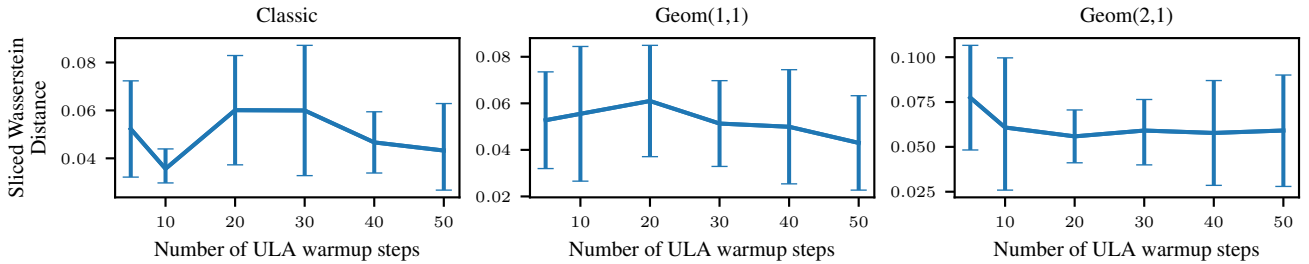 Classic
Geom(1,1)
Geom(2,1)
Sliced Wasserstein
Distance
0.08
0.06
0.04
10 20 30 40 50
Number of ULA warmup steps
0.08
0.06
0.04
0.02
10 20 30 40 50
Number of ULA warmup steps
0.100
0.075
0.050
0.025
10 20 30 40 50
Number of ULA warmup steps